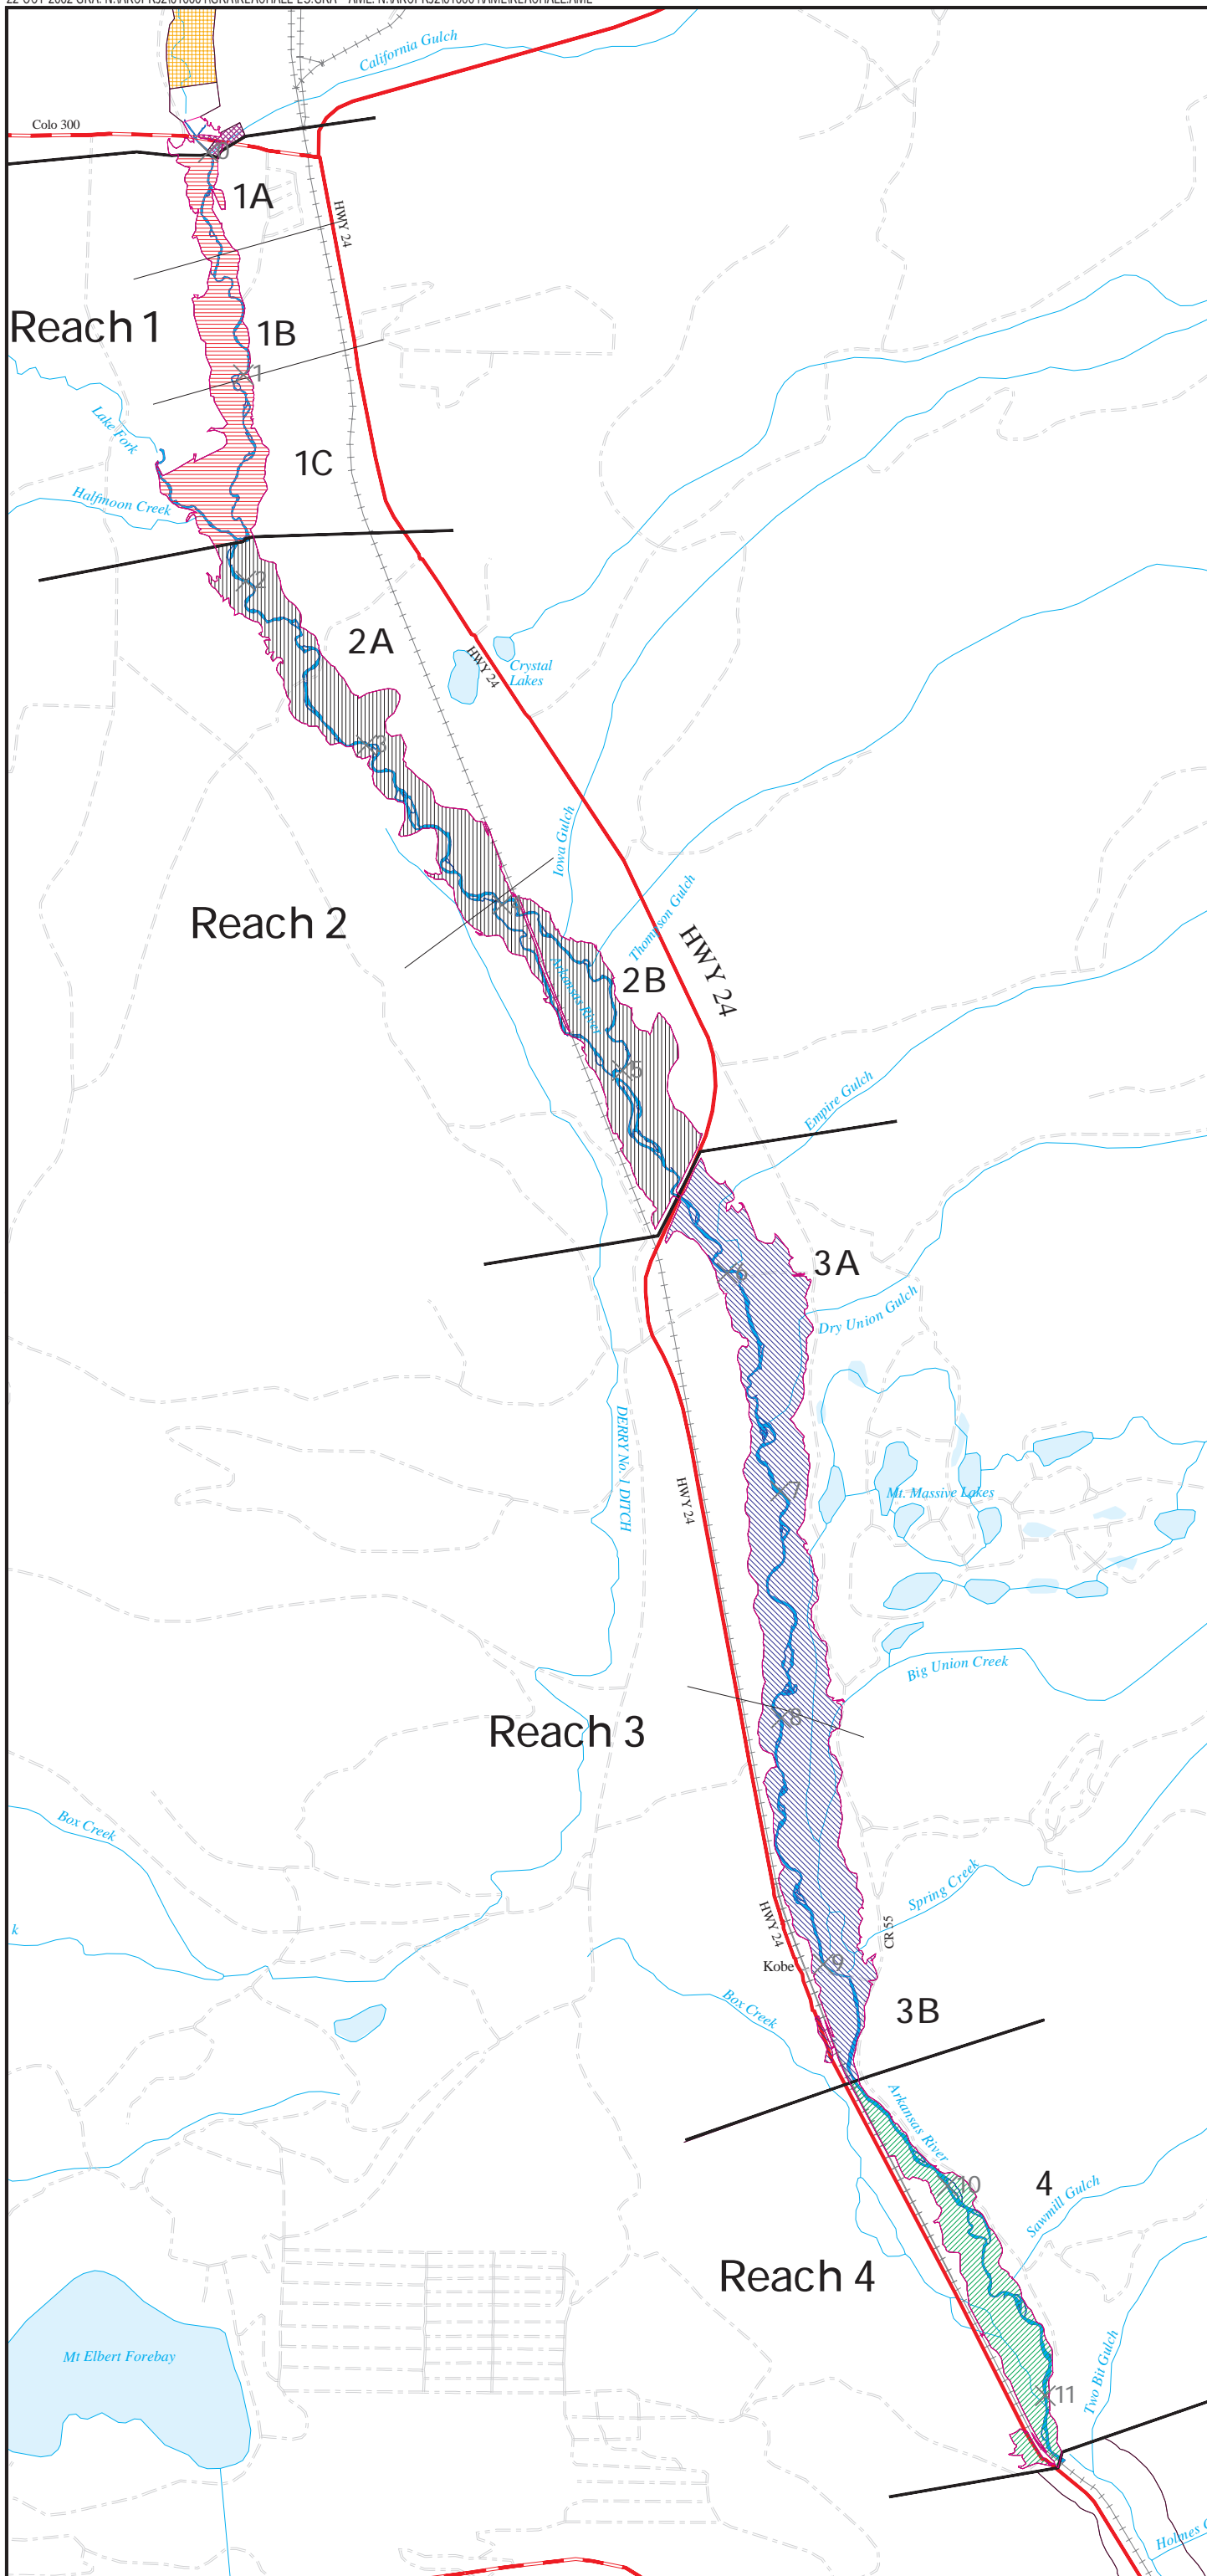 California Gulch
Colo 300
0
1A
HWY 24
Reach 1
1B
1
Lake Fork
1C
Halfmoon Creek
2
2A
HWY 24
Crystal
Lakes
3
Iowa Gulch
Thompson Gulch
Reach 2
HWY 24
Arkansas River
2B
5
Empire Gulch
3A
6
Dry Union Gulch
DERRY No. 1 DITCH
HWY 24
7
Mt. Massive Lakes
Big Union Creek
Reach 3
8
Box Creek
Spring Creek
HWY 24
CR 55
k
Kobe
9
Box Creek
3B
Arkansas River
10
4
Sawmill Gulch
Reach 4
Mt Elbert Forebay
Two Bit Gulch
11
Holmes